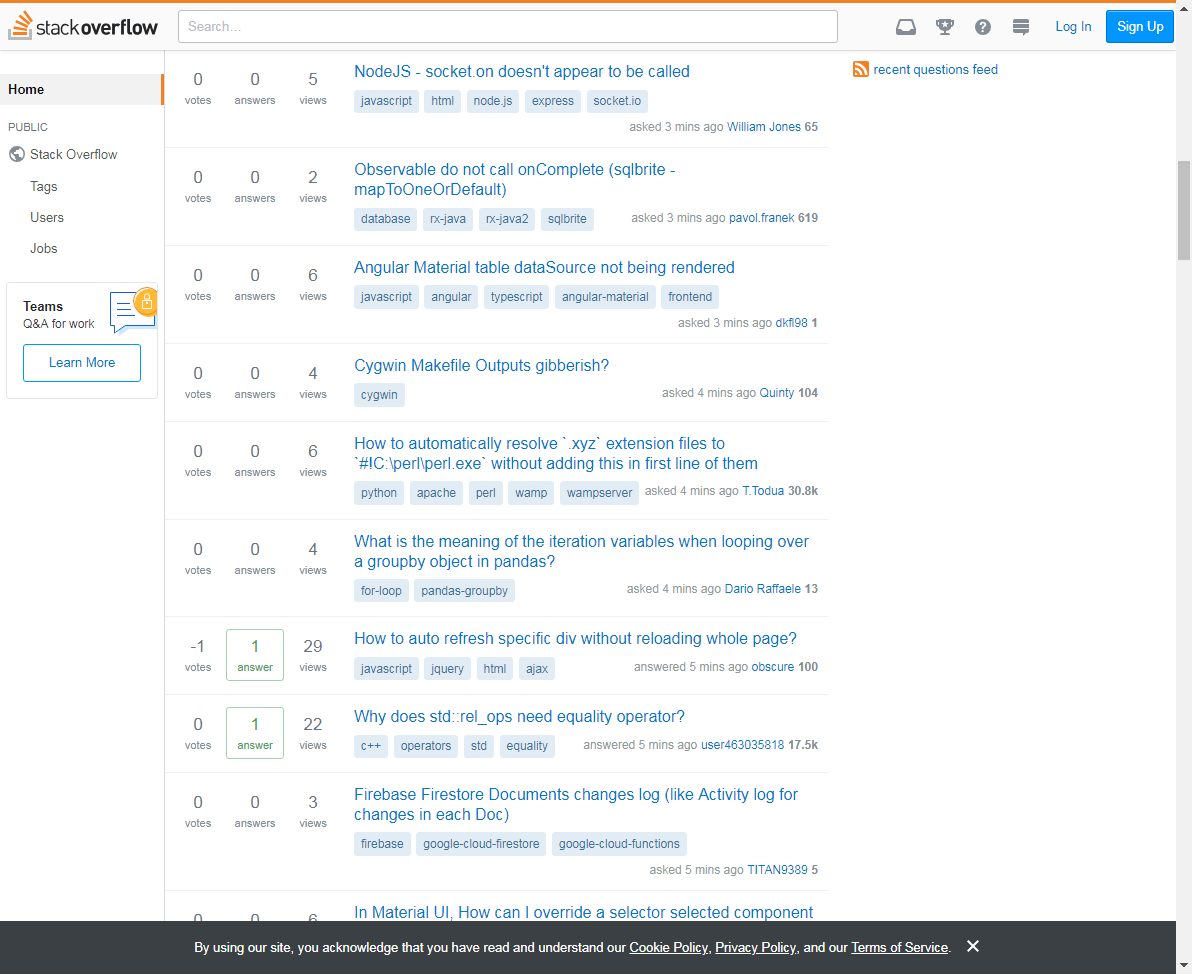 stackoverflow
Search...
Log In
Sign Up
Home
PUBLIC
Stack Overflow
Tags
Users
Jobs
Teams
Q&A for work
Learn More
0 votes 0 answers 5 views
NodeJS - socket.on doesn't appear to be called
javascript html node.js express socket.io
asked 3 mins ago William Jones 65
0 votes 0 answers 2 views
Observable do not call onComplete (sqlbrite -
mapToOneOrDefault)
database rx-java rx-java2 sqlbrite
asked 3 mins ago pavol.franek 619
0 votes 0 answers 6 views
Angular Material table dataSource not being rendered
javascript angular typescript angular-material frontend
asked 3 mins ago dkfl98 1
0 votes 0 answers 4 views
Cygwin Makefile Outputs gibberish?
cygwin
asked 4 mins ago Quinty 104
0 votes 0 answers 6 views
How to automatically resolve `.xyz` extension files to
`#!C:\perl\perl.exe` without adding this in first line of them
python apache perl wamp wampserver
asked 4 mins ago T.Todua 30.8k
0 votes 0 answers 4 views
What is the meaning of the iteration variables when looping over
a groupby object in pandas?
for-loop pandas-groupby
asked 4 mins ago Dario Raffaele 13
-1 votes 1 answer 29 views
How to auto refresh specific div without reloading whole page?
javascript jquery html ajax
answered 5 mins ago obscure 100
0 votes 1 answer 22 views
Why does std::rel_ops need equality operator?
c++ operators std equality
answered 5 mins ago user463035818 17.5k
0 votes 0 answers 3 views
Firebase Firestore Documents changes log (like Activity log for
changes in each Doc)
firebase google-cloud-firestore google-cloud-functions
asked 5 mins ago TITAN9389 5
0 0 6
In Material UI, How can I override a selector selected component
recent questions feed
By using our site, you acknowledge that you have read and understand our Cookie Policy, Privacy Policy, and our Terms of Service.